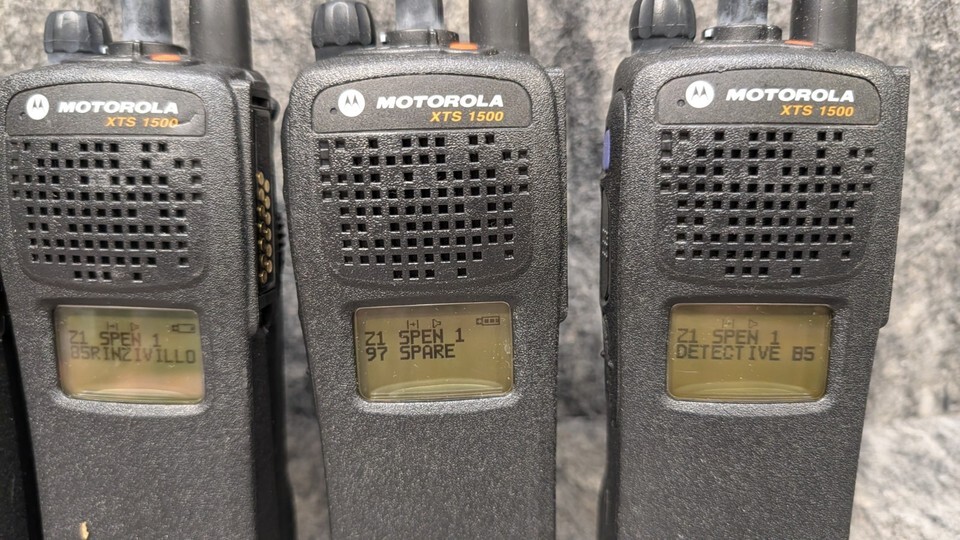 MOTOROLA
XTS 1500
Z1 SPEN 1
85RINZIVILLO
MOTOROLA
XTS 1500
Z1 SPEN 1
97 SPARE
MOTOROLA
XTS 1500
Z1 SPEN 1
DETECTIVE B5